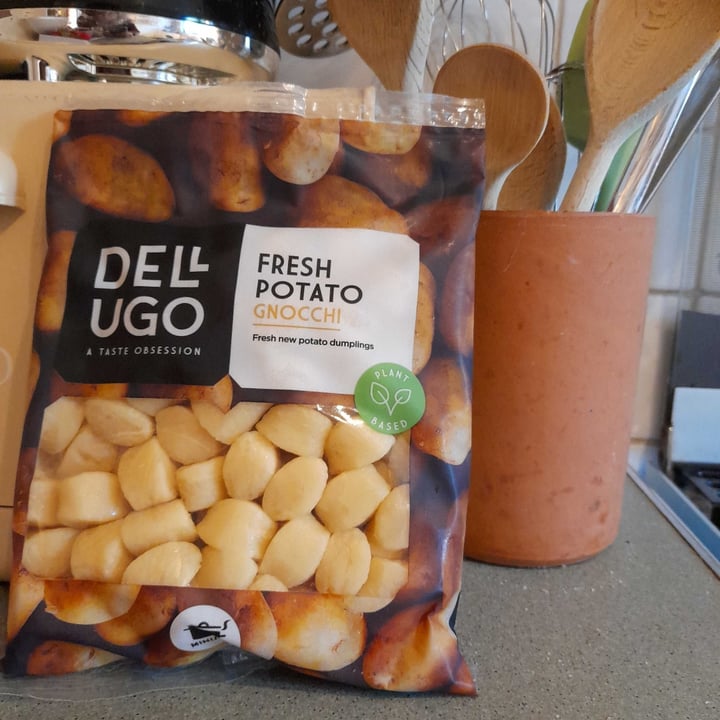 DELL
UGO
A TASTE OBSESSION
FRESH
POTATO
GNOCCHI
Fresh new potato dumplings
PLANT
BASED